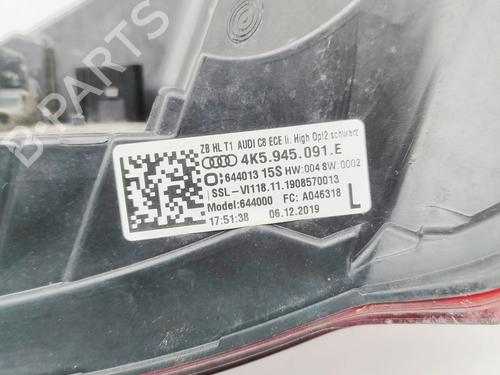 B-PARTS
ZB HL T1 AUDI C8 ECE li. High Opt2 schwarz
4K5.945.091.E
644013 15S HW:004 SW:0002
SSL-VI118.11.1908570013
Model:644000 FC: A046318
17:51:38 06.12.2019 L